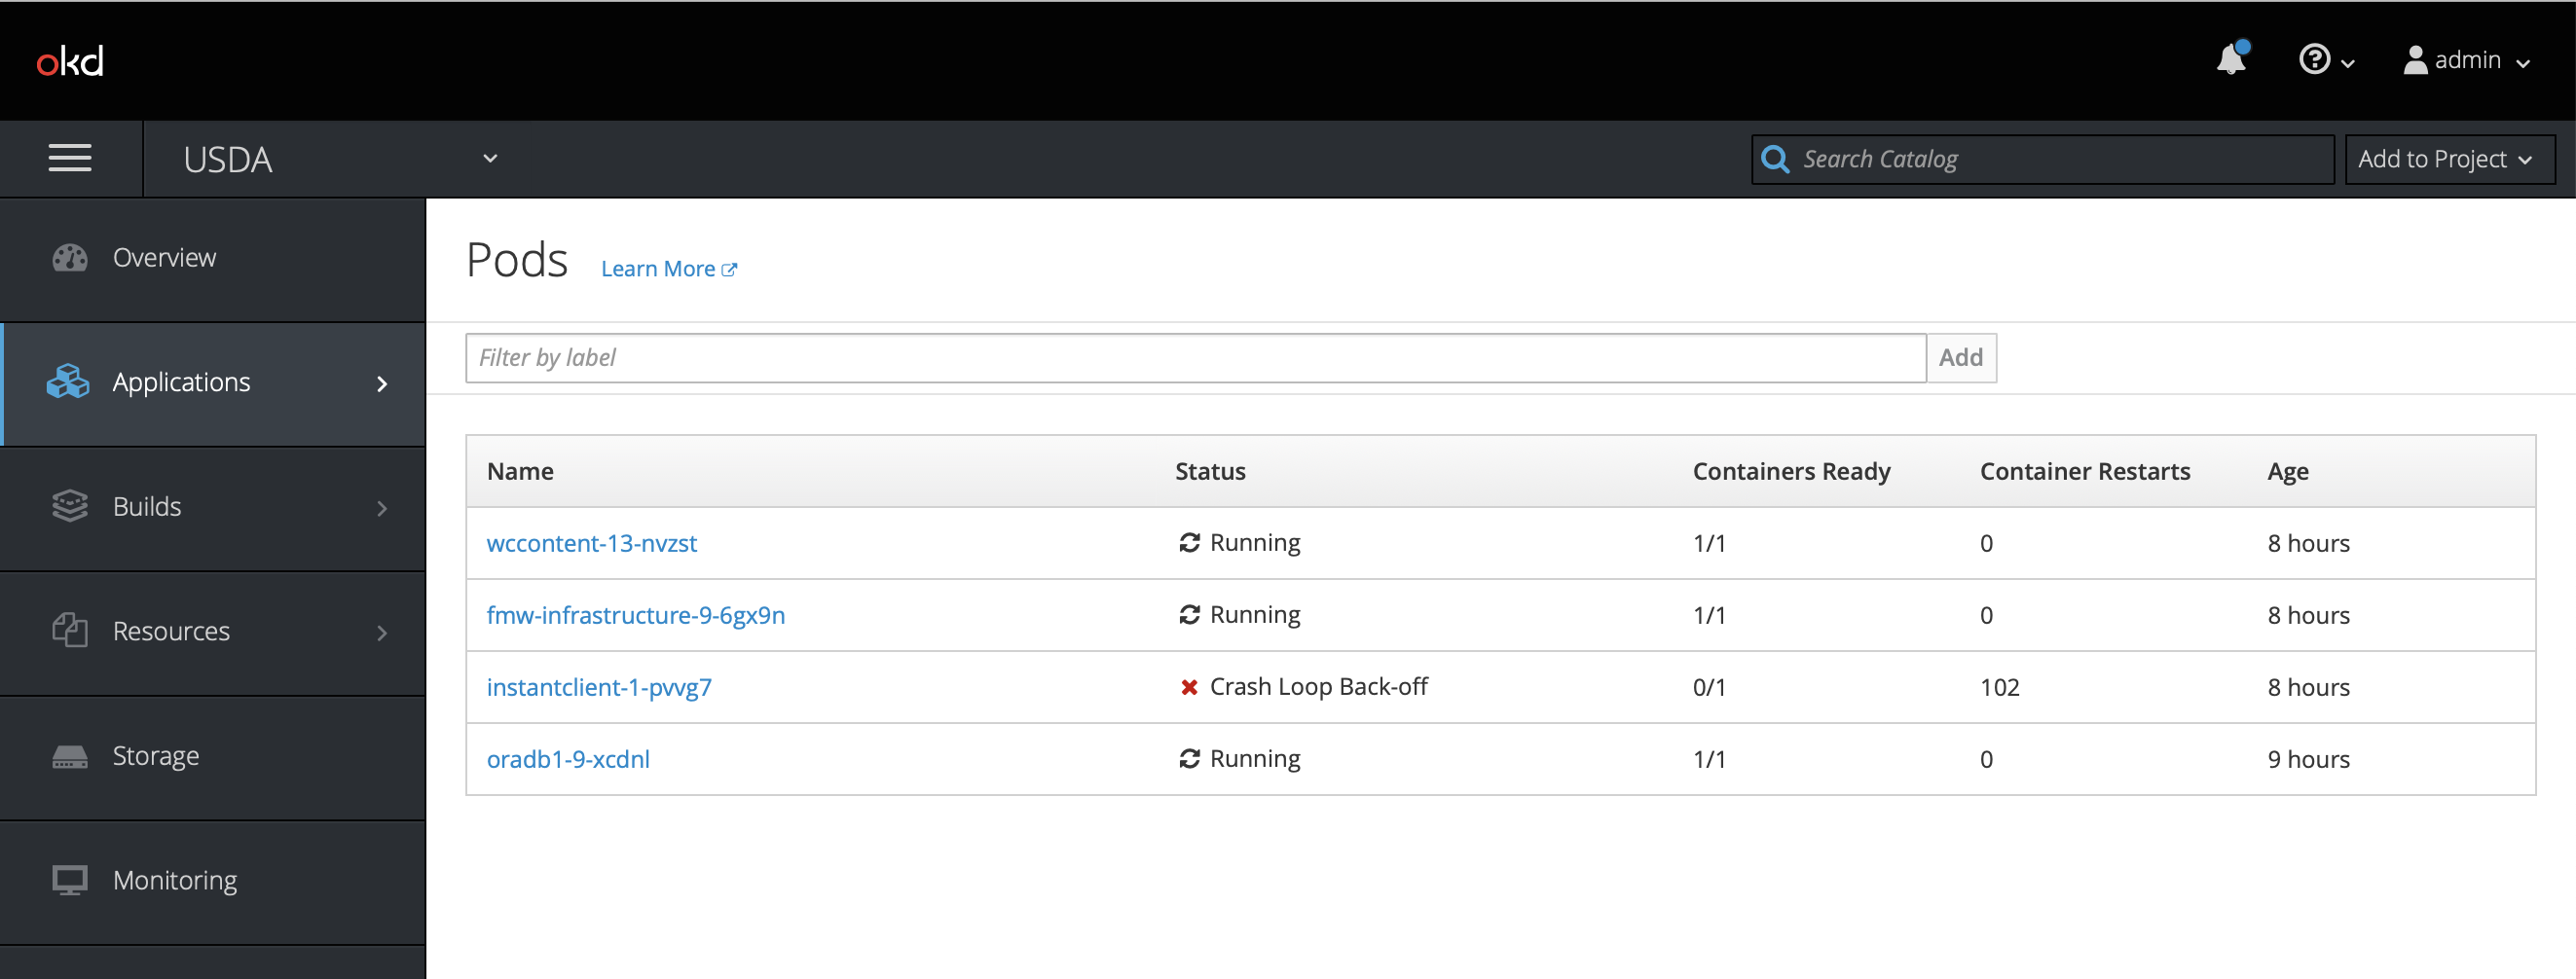 okd
admin
USDA
Search Catalog
Add to Project
Overview
Applications
Builds
Resources
Storage
Monitoring
Pods Learn More
Filter by label Add
Name Status Containers Ready Container Restarts Age
wccontent-13-nvzst Running 1/1 0 8 hours
fmw-infrastructure-9-6gx9n Running 1/1 0 8 hours
instantclient-1-pvvg7 Crash Loop Back-off 0/1 102 8 hours
oradb1-9-xcdnl Running 1/1 0 9 hours